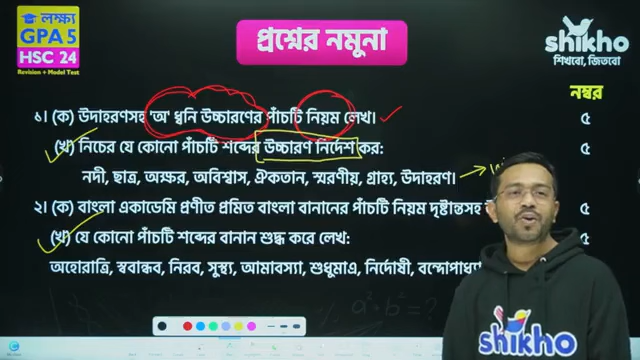 লক্ষ্য
GPA 5
HSC 24
Revision + Model Test
প্রশ্নের নমুনা
shikho
শিখবো, জিতবো
নম্বর
১। (ক) উদাহরণসহ 'অ' ধ্বনি উচ্চারণের পাঁচটি নিয়ম লেখ। ৫
(খ) নিচের যে কোনো পাঁচটি শব্দের উচ্চারণ নির্দেশ কর: ৫
নদী, ছাত্র, অক্ষর, অবিশ্বাস, ঐকতান, স্মরণীয়, গ্রাহ্য, উদাহরণ।
২। (ক) বাংলা একাডেমি প্রণীত প্রমিত বাংলা বানানের পাঁচটি নিয়ম দৃষ্টান্তসহ
(খ) যে কোনো পাঁচটি শব্দের বানান শুদ্ধ করে লেখ: ৫
অহোরাত্রি, স্ববান্ধব, নিরব, সুস্থ্য, আমাবস্যা, শুধুমাএ, নির্দোষী, বন্দোপাধ্যা
a² + b² = ?
shikho